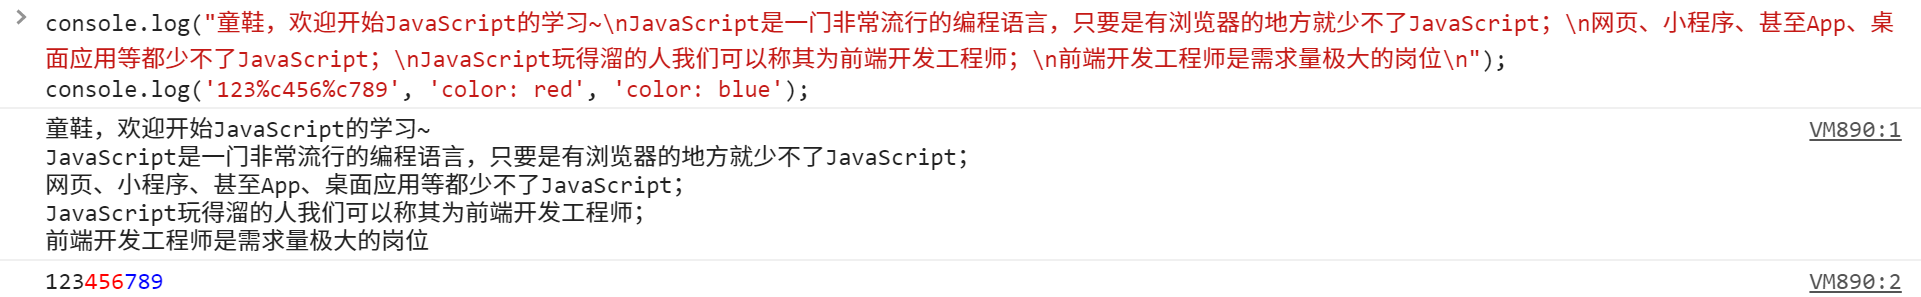 console.log("童鞋，欢迎开始JavaScript的学习~\nJavaScript是一门非常流行的编程语言，只要是有浏览器的地方就少不了JavaScript；\n网页、小程序、甚至App、桌
面应用等都少不了JavaScript；\nJavaScript玩得溜的人我们可以称其为前端开发工程师；\n前端开发工程师是需求量极大的岗位\n");
console.log('123%c456%c789', 'color: red', 'color: blue');
童鞋，欢迎开始JavaScript的学习~ VM890:1
JavaScript是一门非常流行的编程语言，只要是有浏览器的地方就少不了JavaScript；
网页、小程序、甚至App、桌面应用等都少不了JavaScript；
JavaScript玩得溜的人我们可以称其为前端开发工程师；
前端开发工程师是需求量极大的岗位
123456789 VM890:2